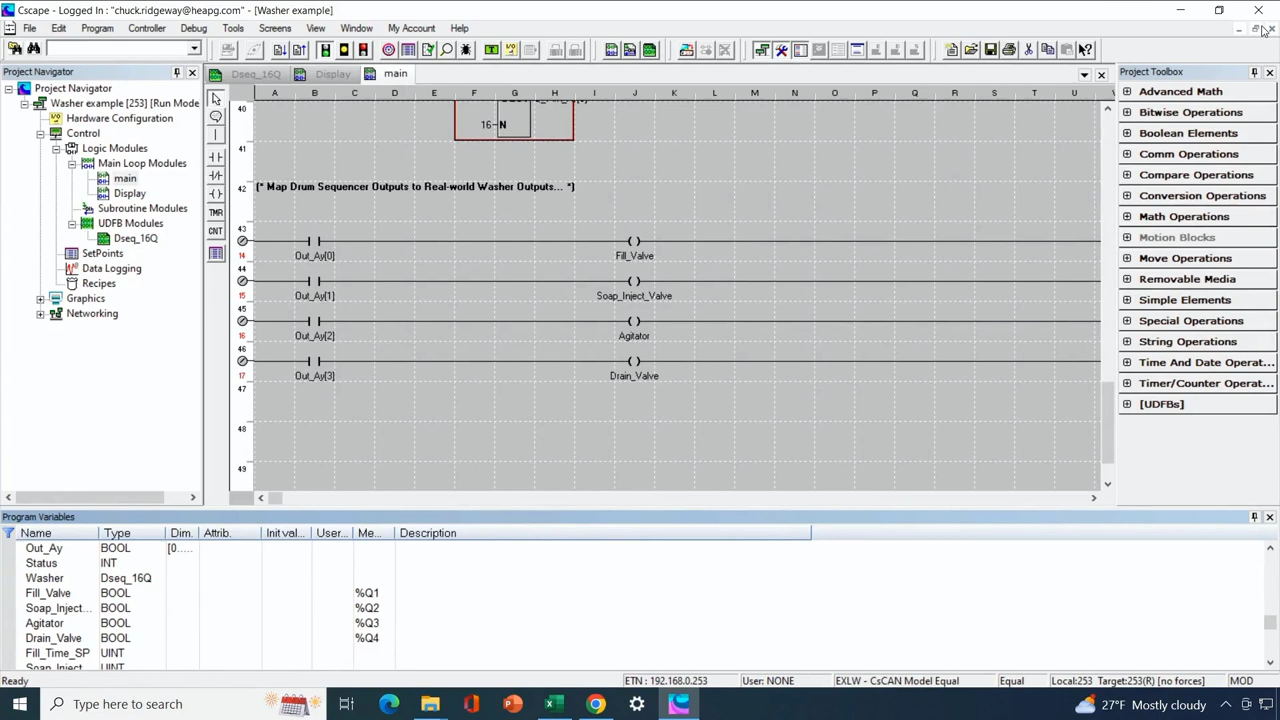 Cscape - Logged In : "chuck.ridgeway@heapg.com" - [Washer example]
File Edit Program Controller Debug Tools Screens View Window My Account Help
Project Navigator
Project Navigator
Washer example [253] [Run Mode
Hardware Configuration
Control
Logic Modules
Main Loop Modules
main
Display
Subroutine Modules
UDFB Modules
Dseq_16Q
SetPoints
Data Logging
Recipes
Graphics
Networking
TMR
CNT
Dseq_16Q Display main
A B C D E F G H I J K L M N O P Q R S T U
40
16 N
41
42
(* Map Drum Sequencer Outputs to Real-world Washer Outputs... *)
43
14 Out_Ay[0] Fill_Valve
44
15 Out_Ay[1] Soap_Inject_Valve
45
16 Out_Ay[2] Agitator
46
17 Out_Ay[3] Drain_Valve
47
48
49
Project Toolbox
Advanced Math
Bitwise Operations
Boolean Elements
Comm Operations
Compare Operations
Conversion Operations
Math Operations
Motion Blocks
Move Operations
Removable Media
Simple Elements
Special Operations
String Operations
Time And Date Operat...
Timer/Counter Operat...
[UDFBs]
Program Variables
Name Type Dim. Attrib. Init val... User... Me... Description
Out_Ay BOOL [0.....
Status INT
Washer Dseq_16Q
Fill_Valve BOOL %Q1
Soap_Inject... BOOL %Q2
Agitator BOOL %Q3
Drain_Valve BOOL %Q4
Fill_Time_SP UINT
Ready ETN : 192.168.0.253 User: NONE EXLW - CsCAN Model Equal Equal Local:253 Target:253(R) [no forces] MOD
Type here to search
27°F Mostly cloudy